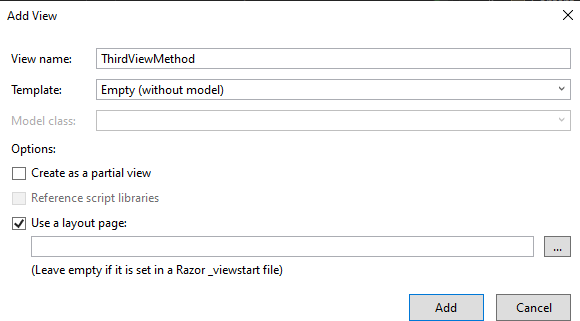 Add View
View name: ThirdViewMethod
Template: Empty (without model)
Model class:
Options:
Create as a partial view
Reference script libraries
Use a layout page:
...
(Leave empty if it is set in a Razor _viewstart file)
Add Cancel